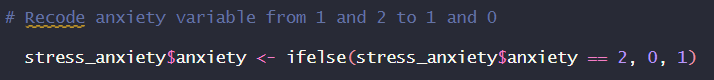 # Recode anxiety variable from 1 and 2 to 1 and 0
stress_anxiety$anxiety <- ifelse(stress_anxiety$anxiety == 2, 0, 1)